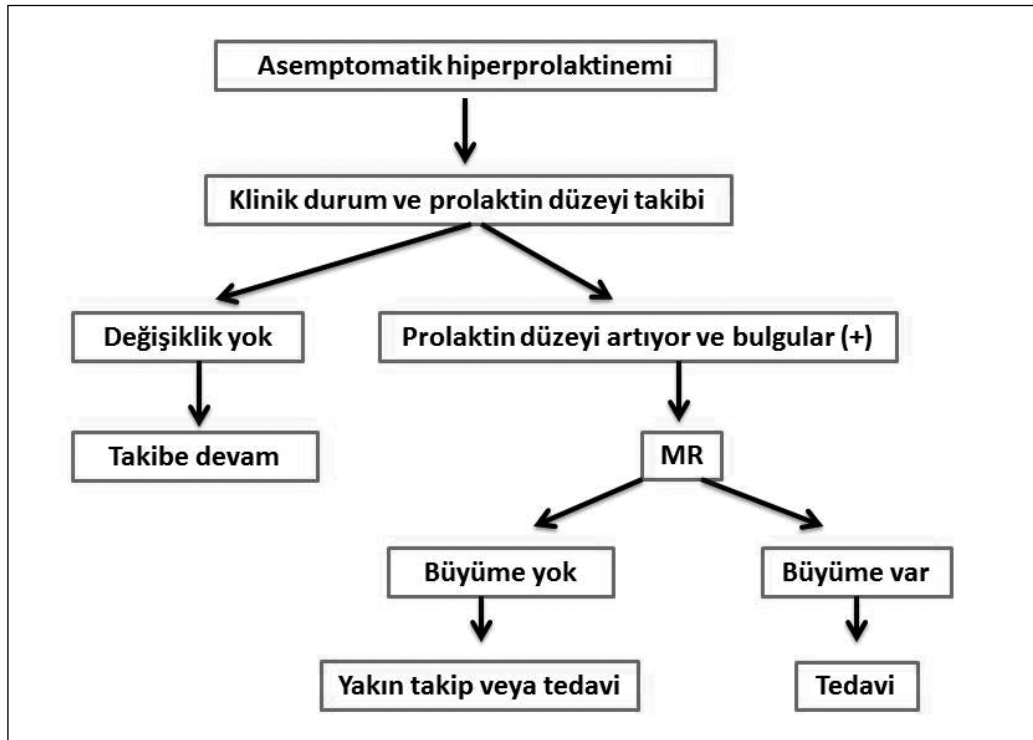 Asemptomatik hiperprolaktinemi
Klinik durum ve prolaktin düzeyi takibi
Değişiklik yok
Prolaktin düzeyi artıyor ve bulgular (+)
Takibe devam
MR
Büyüme yok
Büyüme var
Yakın takip veya tedavi
Tedavi